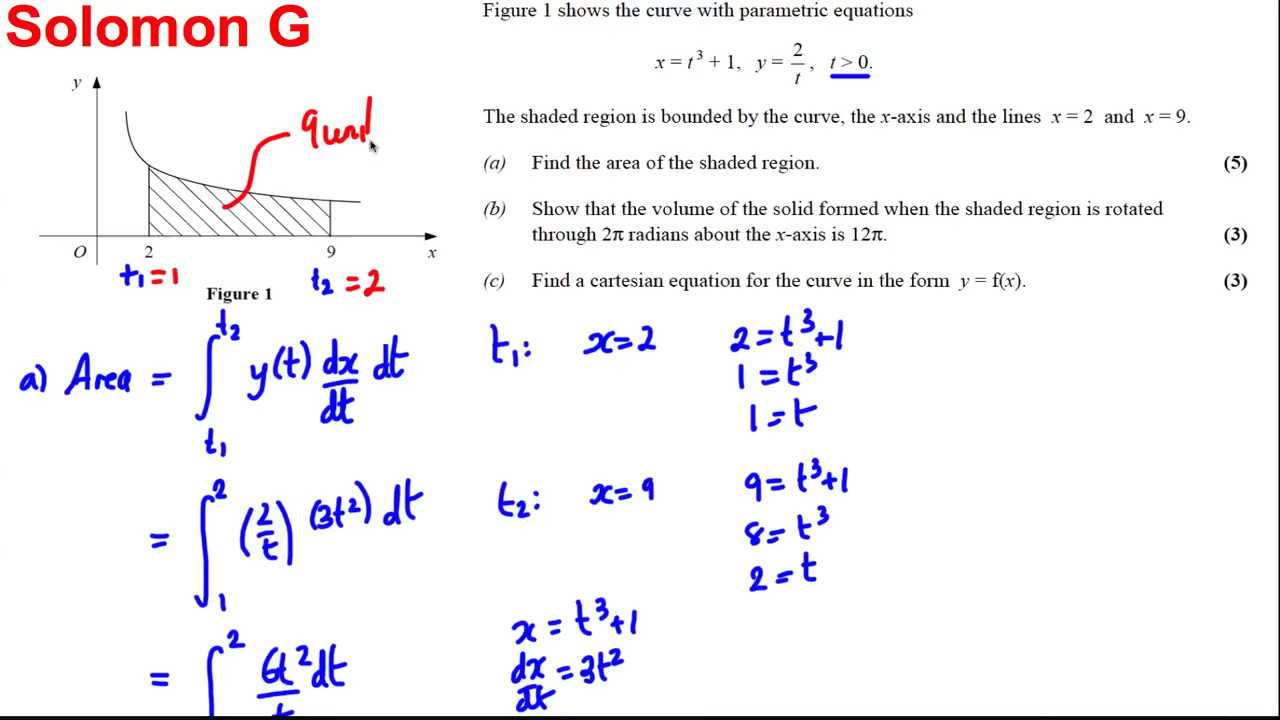 Solomon G
Figure 1 shows the curve with parametric equations
x = t³ + 1, y = 2/t, t > 0.
The shaded region is bounded by the curve, the x-axis and the lines x = 2 and x = 9.
(a) Find the area of the shaded region. (5)
(b) Show that the volume of the solid formed when the shaded region is rotated
through 2π radians about the x-axis is 12π. (3)
(c) Find a cartesian equation for the curve in the form y = f(x). (3)
y
9
O 2 9 x
t₁ = 1 t₂ = 2
Figure 1
a) Area = ∫_{t₁}^{t₂} y(t) dx/dt dt
= ∫_1^2 (2/t) (3t²) dt
= ∫^2 6t² dt / t
t₁: x = 2 2 = t³ + 1
1 = t³
1 = t
t₂: x = 9 9 = t³ + 1
8 = t³
2 = t
x = t³ + 1
dx/dt = 3t²